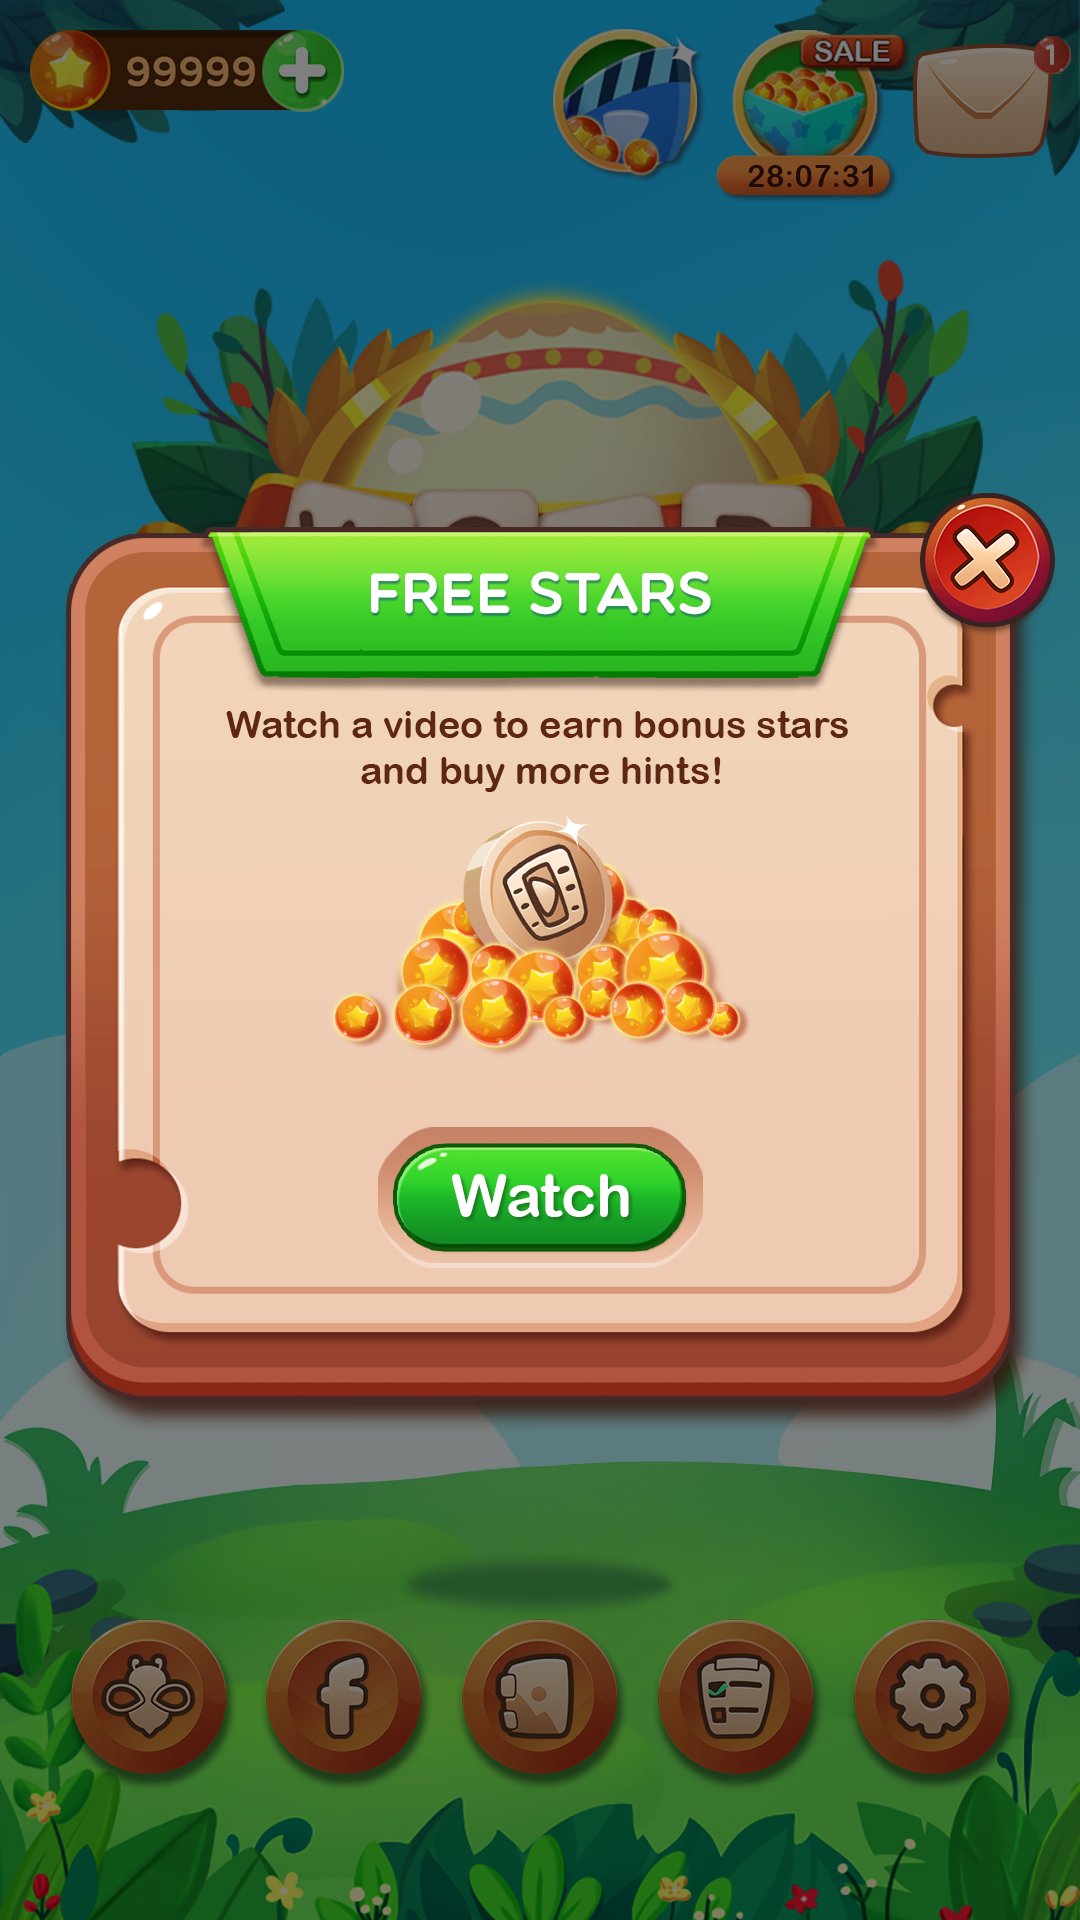 99999
SALE
1
28:07:31
FREE STARS
Watch a video to earn bonus stars
and buy more hints!
Watch